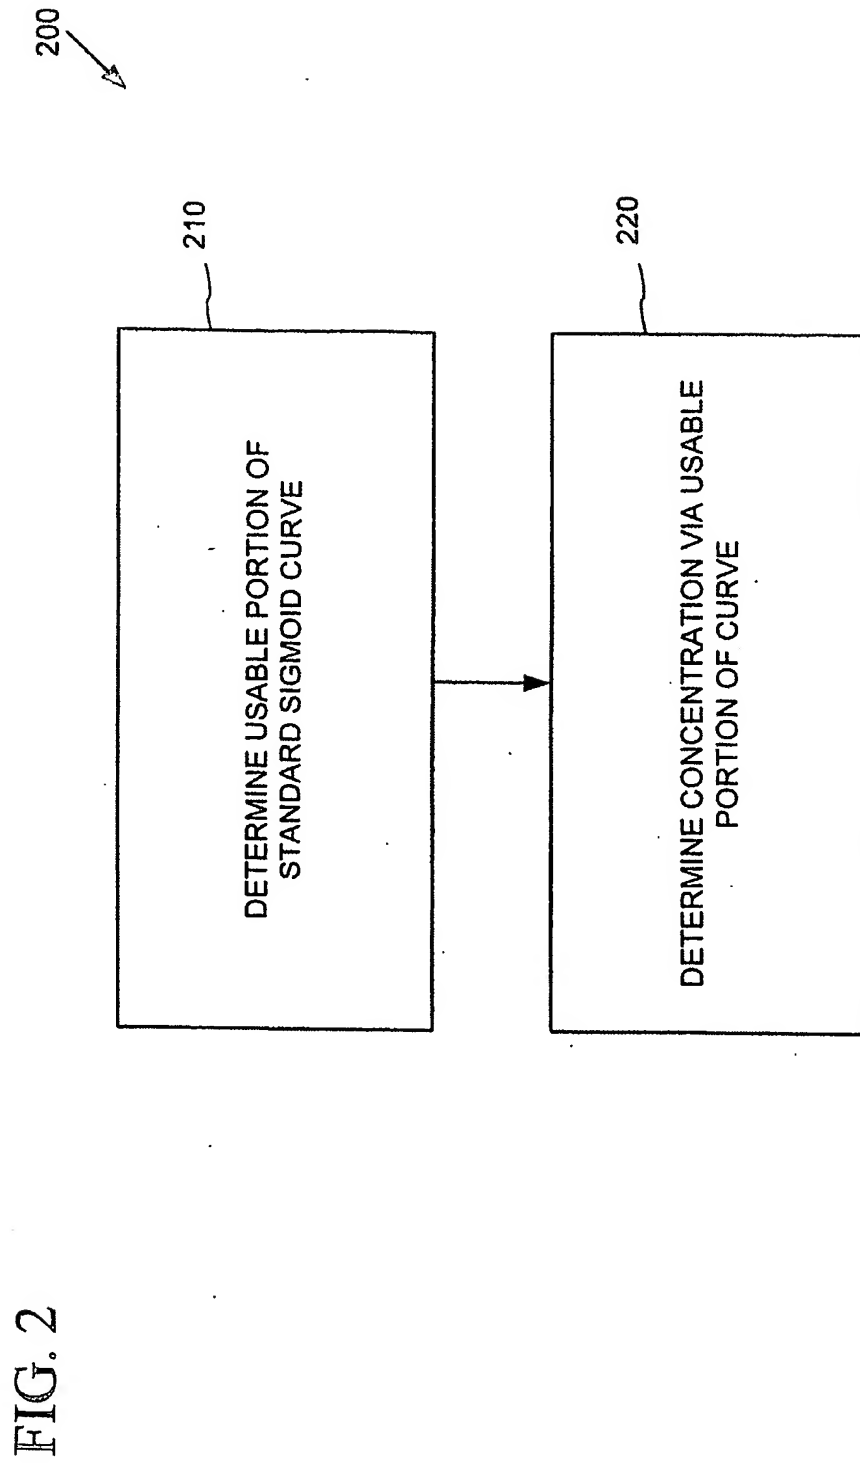 FIG. 2
200
210
DETERMINE USABLE PORTION OF
STANDARD SIGMOID CURVE
220
DETERMINE CONCENTRATION VIA USABLE
PORTION OF CURVE